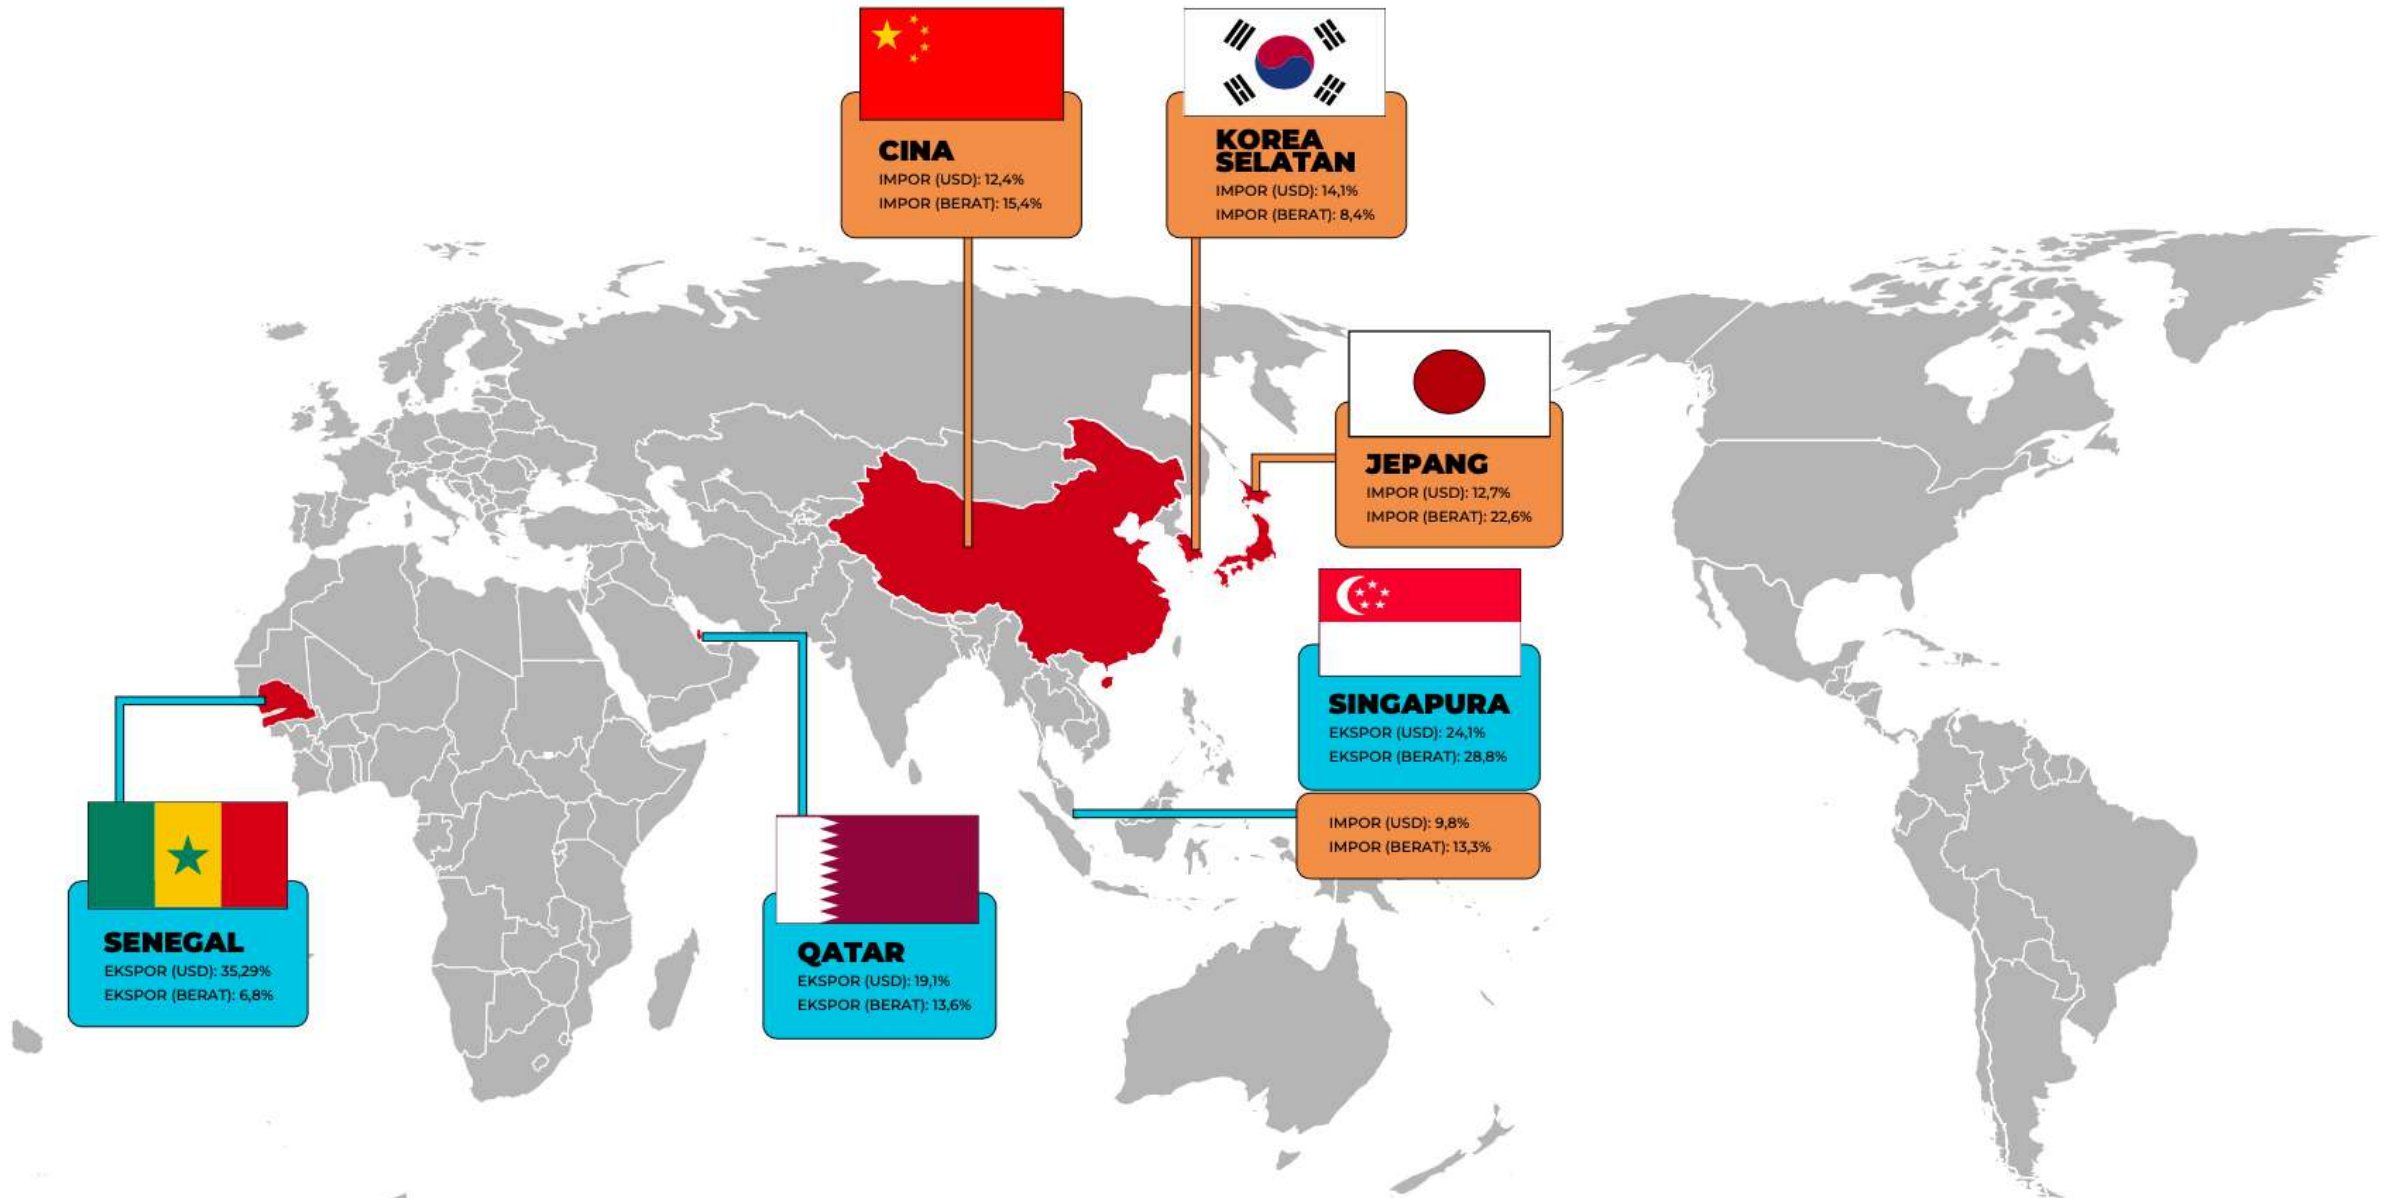 CINA
IMPOR (USD): 12,4%
IMPOR (BERAT): 15,4%
KOREA
SELATAN
IMPOR (USD): 14,1%
IMPOR (BERAT): 8,4%
JEPANG
IMPOR (USD): 12,7%
IMPOR (BERAT): 22,6%
SINGAPURA
EKSPOR (USD): 24,1%
EKSPOR (BERAT): 28,8%
IMPOR (USD): 9,8%
IMPOR (BERAT): 13,3%
SENEGAL
EKSPOR (USD): 35,29%
EKSPOR (BERAT): 6,8%
QATAR
EKSPOR (USD): 19,1%
EKSPOR (BERAT): 13,6%